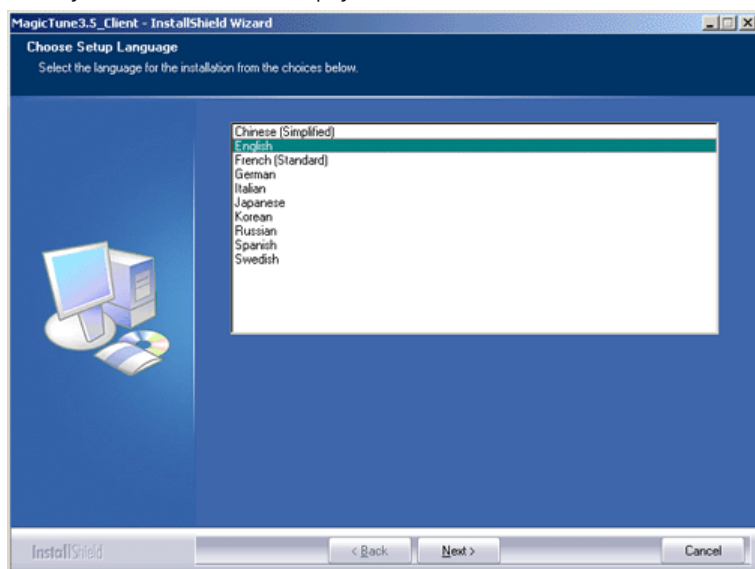 MagicTune3.5_Client - InstallShield Wizard
Choose Setup Language
Select the language for the installation from the choices below.
Chinese (Simplified)
English
French (Standard)
German
Italian
Japanese
Korean
Russian
Spanish
Swedish
InstallShield
< Back
Next >
Cancel